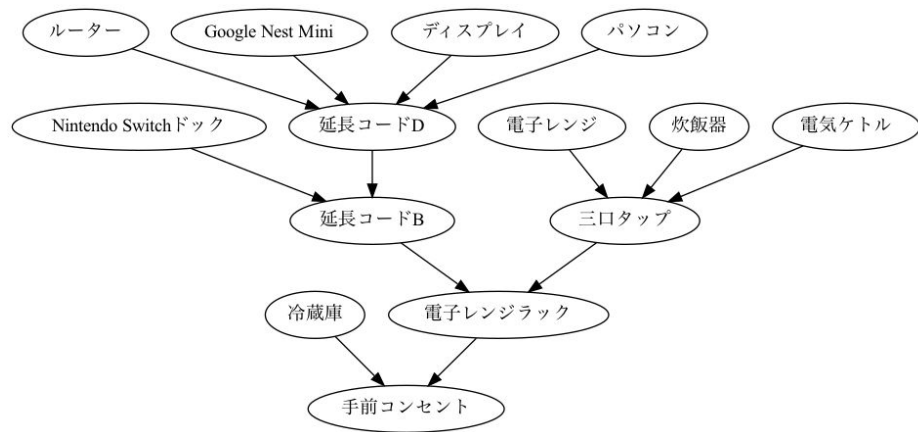 ルーター
Google Nest Mini
ディスプレイ
パソコン
Nintendo Switchドック
延長コードD
電子レンジ
炊飯器
電気ケトル
延長コードB
三口タップ
冷蔵庫
電子レンジラック
手前コンセント